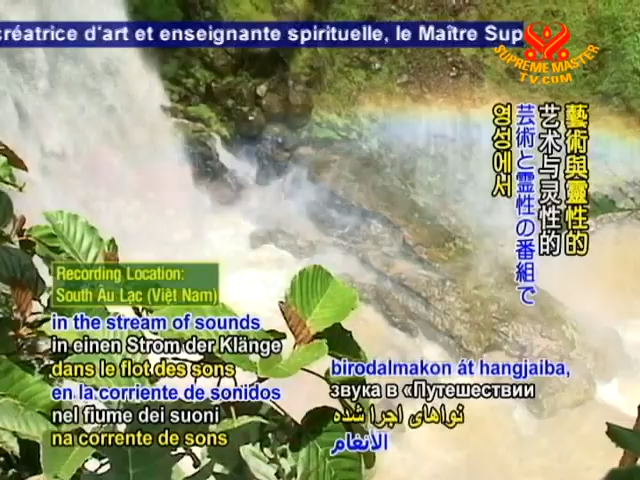 créatrice d'art et enseignante spirituelle, le Maître Sup
SUPREME MASTER
TV.COM
藝術與靈性的
艺术与灵性的
芸術と霊性の番組で
영성에서
Recording Location:
South Âu Lạc (Việt Nam)
in the stream of sounds
in einen Strom der Klänge
dans le flot des sons
en la corriente de sonidos
nel fiume dei suoni
na corrente de sons
birodalmakon át hangjaiba,
звука в «Путешествии
نواهای اجرا شده
الأنغام